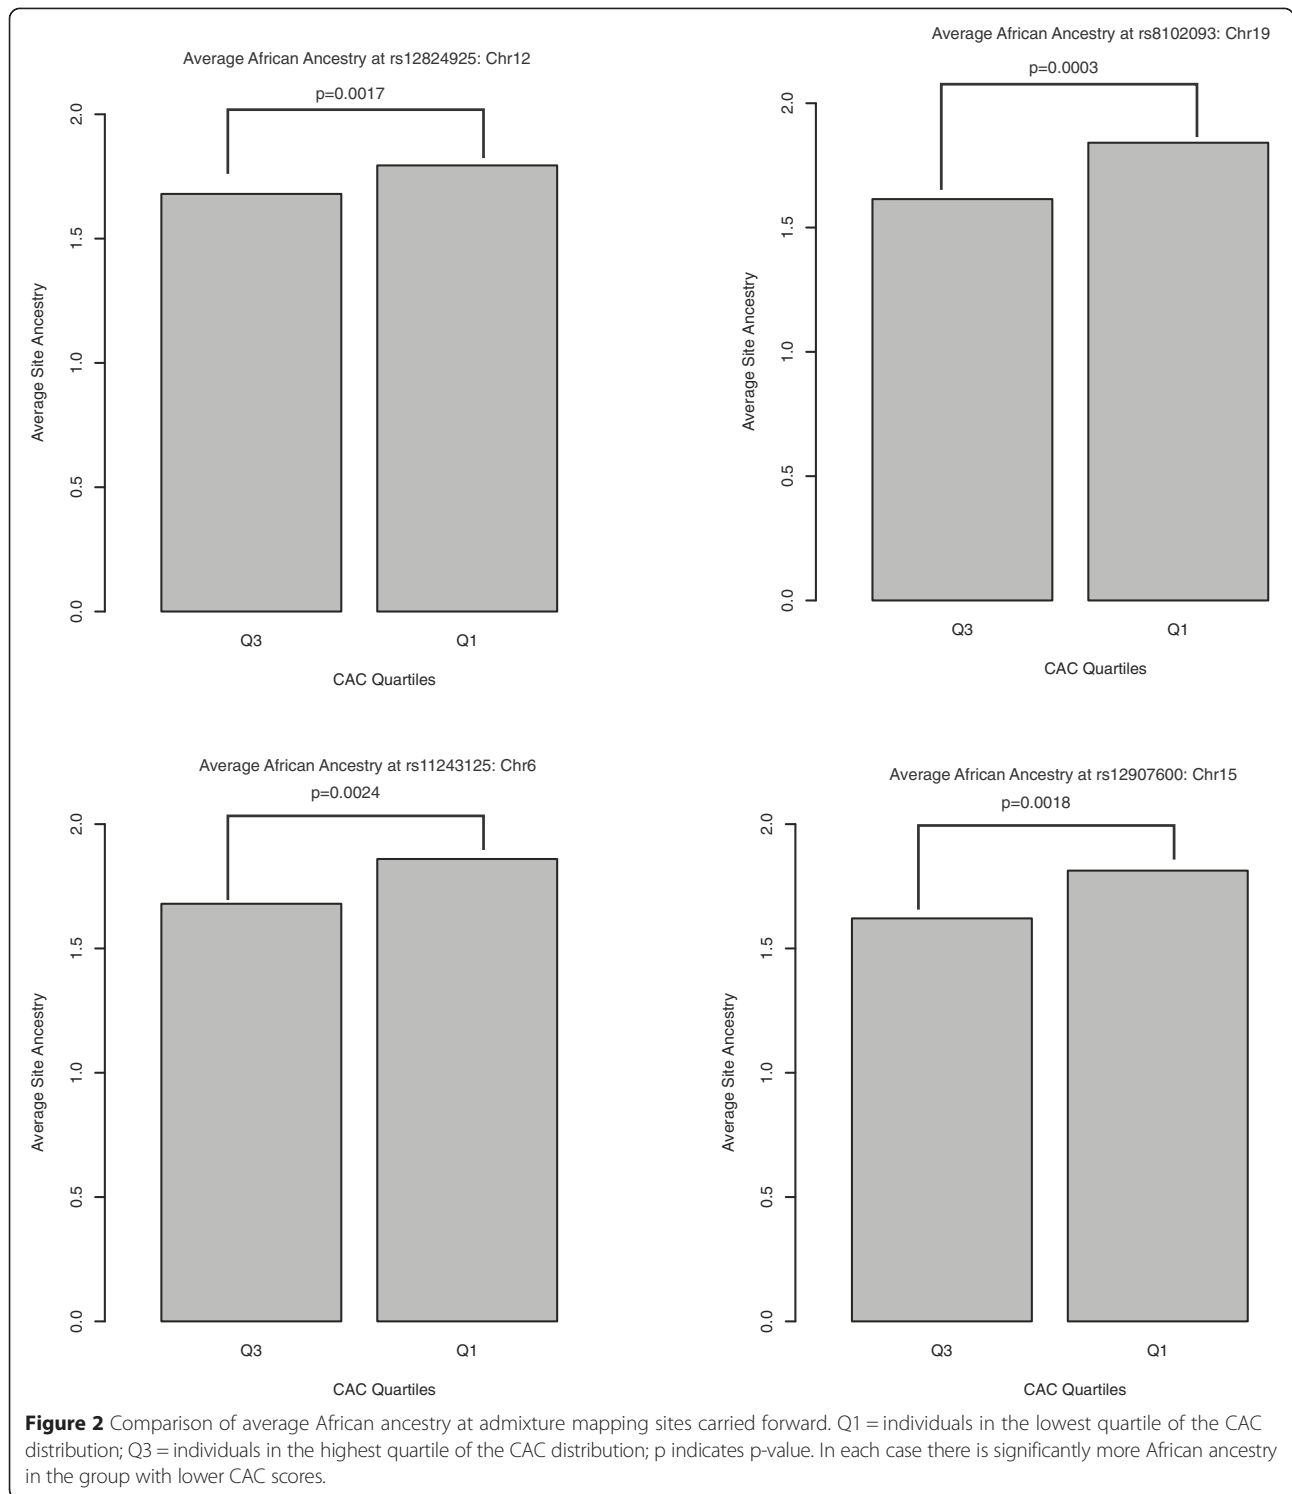 Average African Ancestry at rs12824925: Chr12
p=0.0017
2.0
1.5
1.0
0.5
0.0
Average Site Ancestry
Q3 Q1
CAC Quartiles
Average African Ancestry at rs8102093: Chr19
p=0.0003
2.0
1.5
1.0
0.5
0.0
Average Site Ancestry
Q3 Q1
CAC Quartiles
Average African Ancestry at rs11243125: Chr6
p=0.0024
2.0
1.5
1.0
0.5
0.0
Average Site Ancestry
Q3 Q1
CAC Quartiles
Average African Ancestry at rs12907600: Chr15
p=0.0018
2.0
1.5
1.0
0.5
0.0
Average Site Ancestry
Q3 Q1
CAC Quartiles
Figure 2 Comparison of average African ancestry at admixture mapping sites carried forward. Q1 = individuals in the lowest quartile of the CAC
distribution; Q3 = individuals in the highest quartile of the CAC distribution; p indicates p-value. In each case there is significantly more African ancestry
in the group with lower CAC scores.